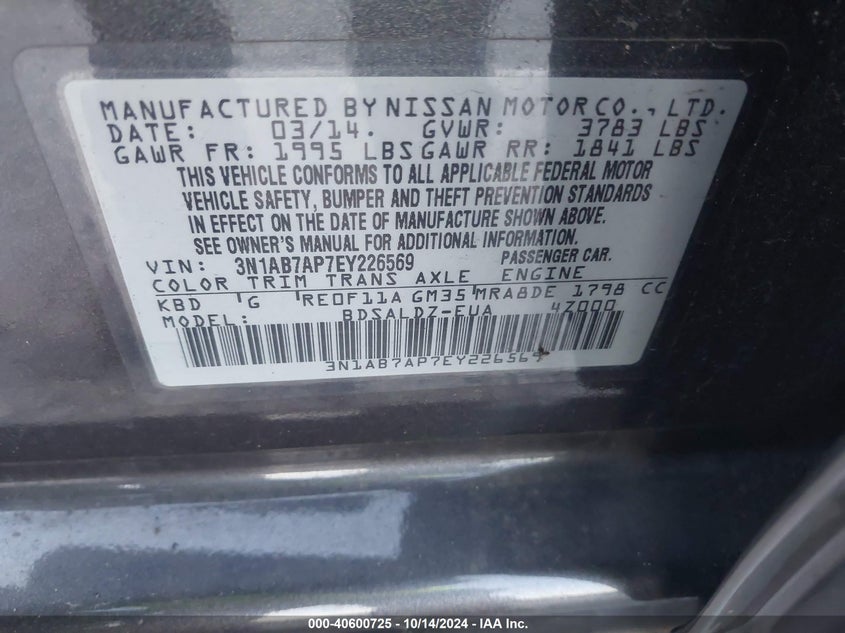 MANUFACTURED BY NISSAN MOTOR CO., LTD.
DATE: 03/14. GVWR: 3783 LBS
GAWR FR: 1995 LBS GAWR RR: 1841 LBS
THIS VEHICLE CONFORMS TO ALL APPLICABLE FEDERAL MOTOR
VEHICLE SAFETY, BUMPER AND THEFT PREVENTION STANDARDS
IN EFFECT ON THE DATE OF MANUFACTURE SHOWN ABOVE.
SEE OWNER'S MANUAL FOR ADDITIONAL INFORMATION
VIN: 3N1AB7AP7EY226569 PASSENGER CAR.
COLOR TRIM TRANS AXLE ENGINE
KBD 'G 'RE0F11A GM35 'MRA8DE 1798 CC
MODEL: BDSALDZ-EUA 4Z000
3N1AB7AP7EY226569
000-40600725 - 10/14/2024 - IAA Inc.